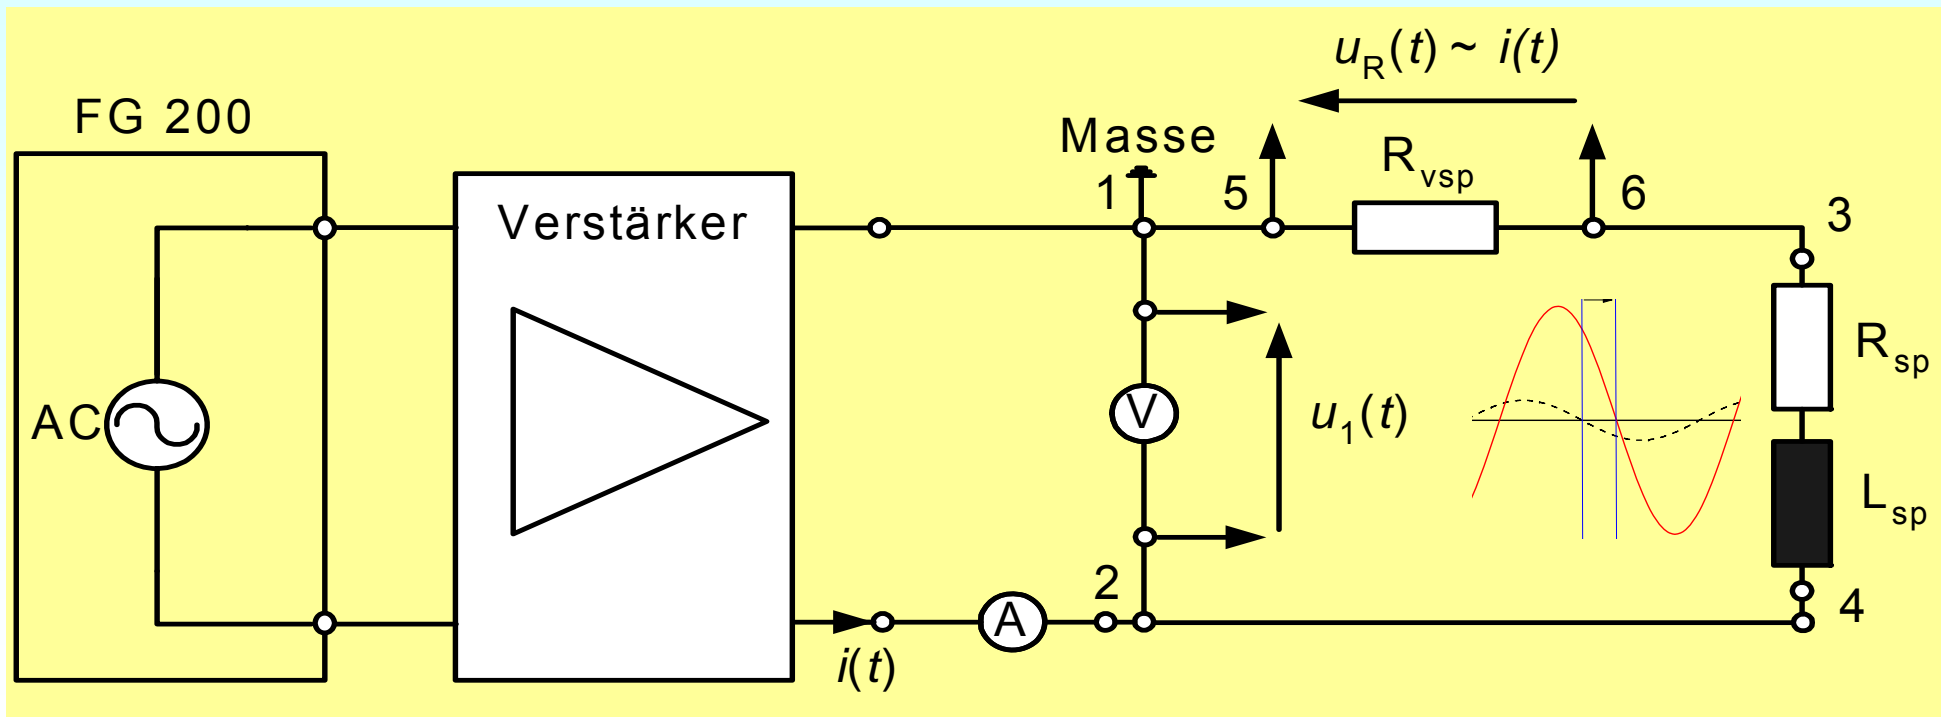 u_R(t) ~ i(t)
FG 200
Masse
R_vsp
1
5
6
3
Verstärker
AC
V
u_1(t)
R_sp
L_sp
2
4
A
i(t)